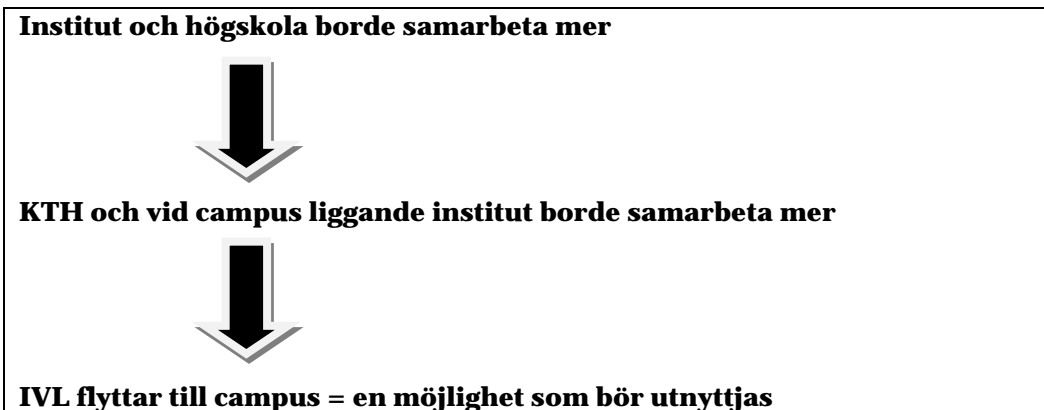 Institut och högskola borde samarbeta mer
KTH och vid campus liggande institut borde samarbeta mer
IVL flyttar till campus = en möjlighet som bör utnyttjas